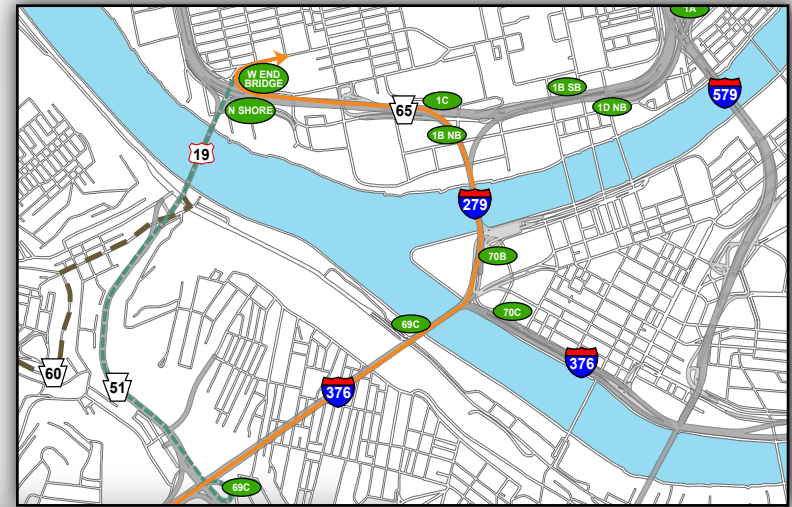 1A
W END
BRIDGE
1B SB
579
1C
N SHORE
65
1D NB
1B NB
19
279
70B
70C
69C
376
376
60
51
69C